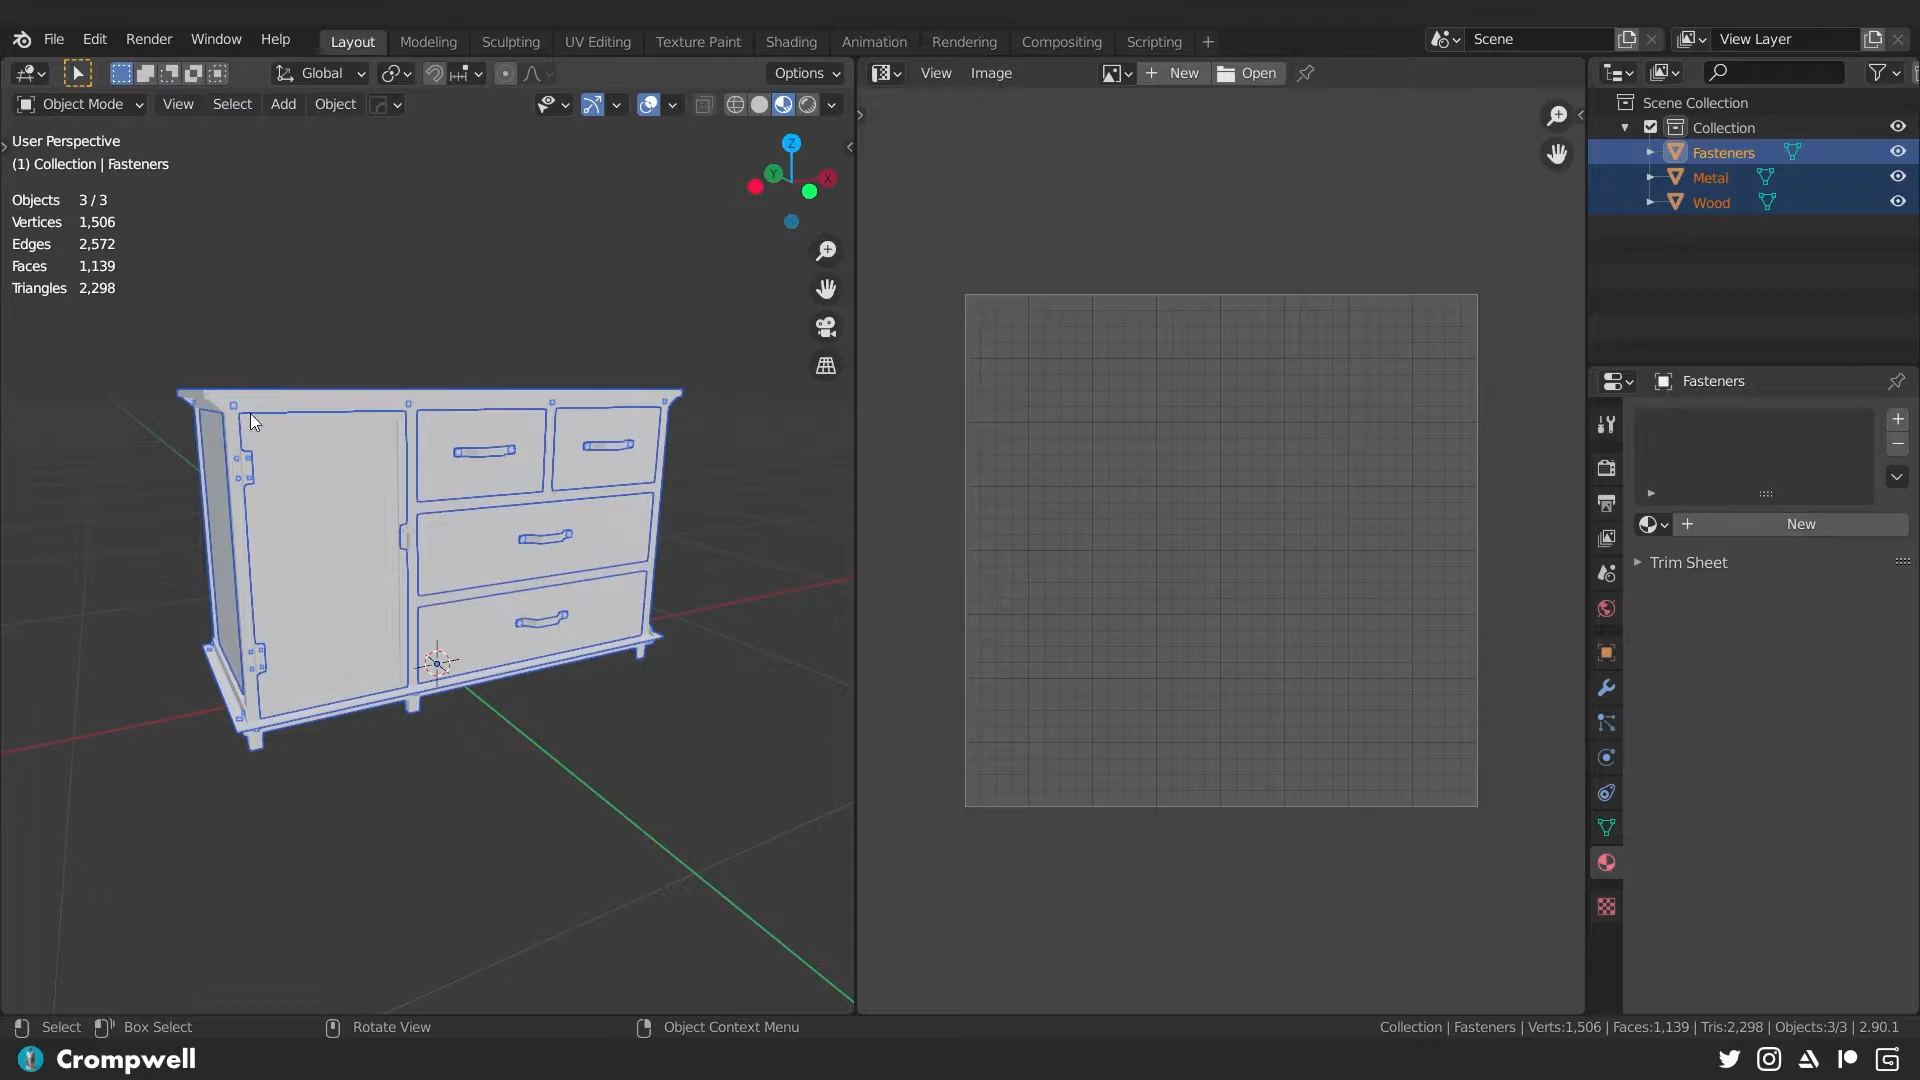 File Edit Render Window Help Layout Modeling Sculpting UV Editing Texture Paint Shading Animation Rendering Compositing Scripting + Scene View Layer
Global Options View Image New Open
Object Mode View Select Add Object
User Perspective
(1) Collection | Fasteners
Objects 3 / 3
Vertices 1,506
Edges 2,572
Faces 1,139
Triangles 2,298
Z
Y
X
Scene Collection
Collection
Fasteners
Metal
Wood
Fasteners
New
Trim Sheet
Select Box Select Rotate View Object Context Menu Collection | Fasteners | Verts:1,506 | Faces:1,139 | Tris:2,298 | Objects:3/3 | 2.90.1
Crompwell